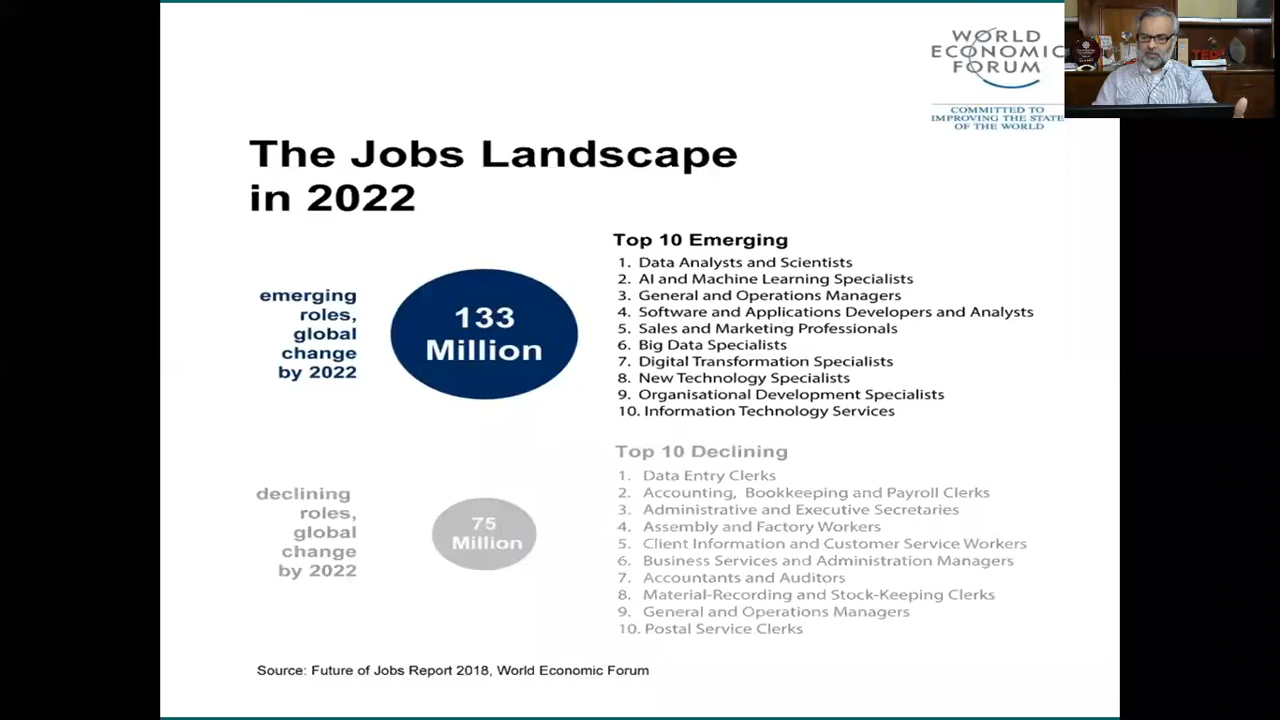 WORLD
ECONOMIC
FORUM
COMMITTED TO
IMPROVING THE STATE
OF THE WORLD
TED
The Jobs Landscape
in 2022
emerging
roles,
global
change
by 2022
133
Million
Top 10 Emerging
1. Data Analysts and Scientists
2. AI and Machine Learning Specialists
3. General and Operations Managers
4. Software and Applications Developers and Analysts
5. Sales and Marketing Professionals
6. Big Data Specialists
7. Digital Transformation Specialists
8. New Technology Specialists
9. Organisational Development Specialists
10. Information Technology Services
declining
roles,
global
change
by 2022
75
Million
Top 10 Declining
1. Data Entry Clerks
2. Accounting, Bookkeeping and Payroll Clerks
3. Administrative and Executive Secretaries
4. Assembly and Factory Workers
5. Client Information and Customer Service Workers
6. Business Services and Administration Managers
7. Accountants and Auditors
8. Material-Recording and Stock-Keeping Clerks
9. General and Operations Managers
10. Postal Service Clerks
Source: Future of Jobs Report 2018, World Economic Forum